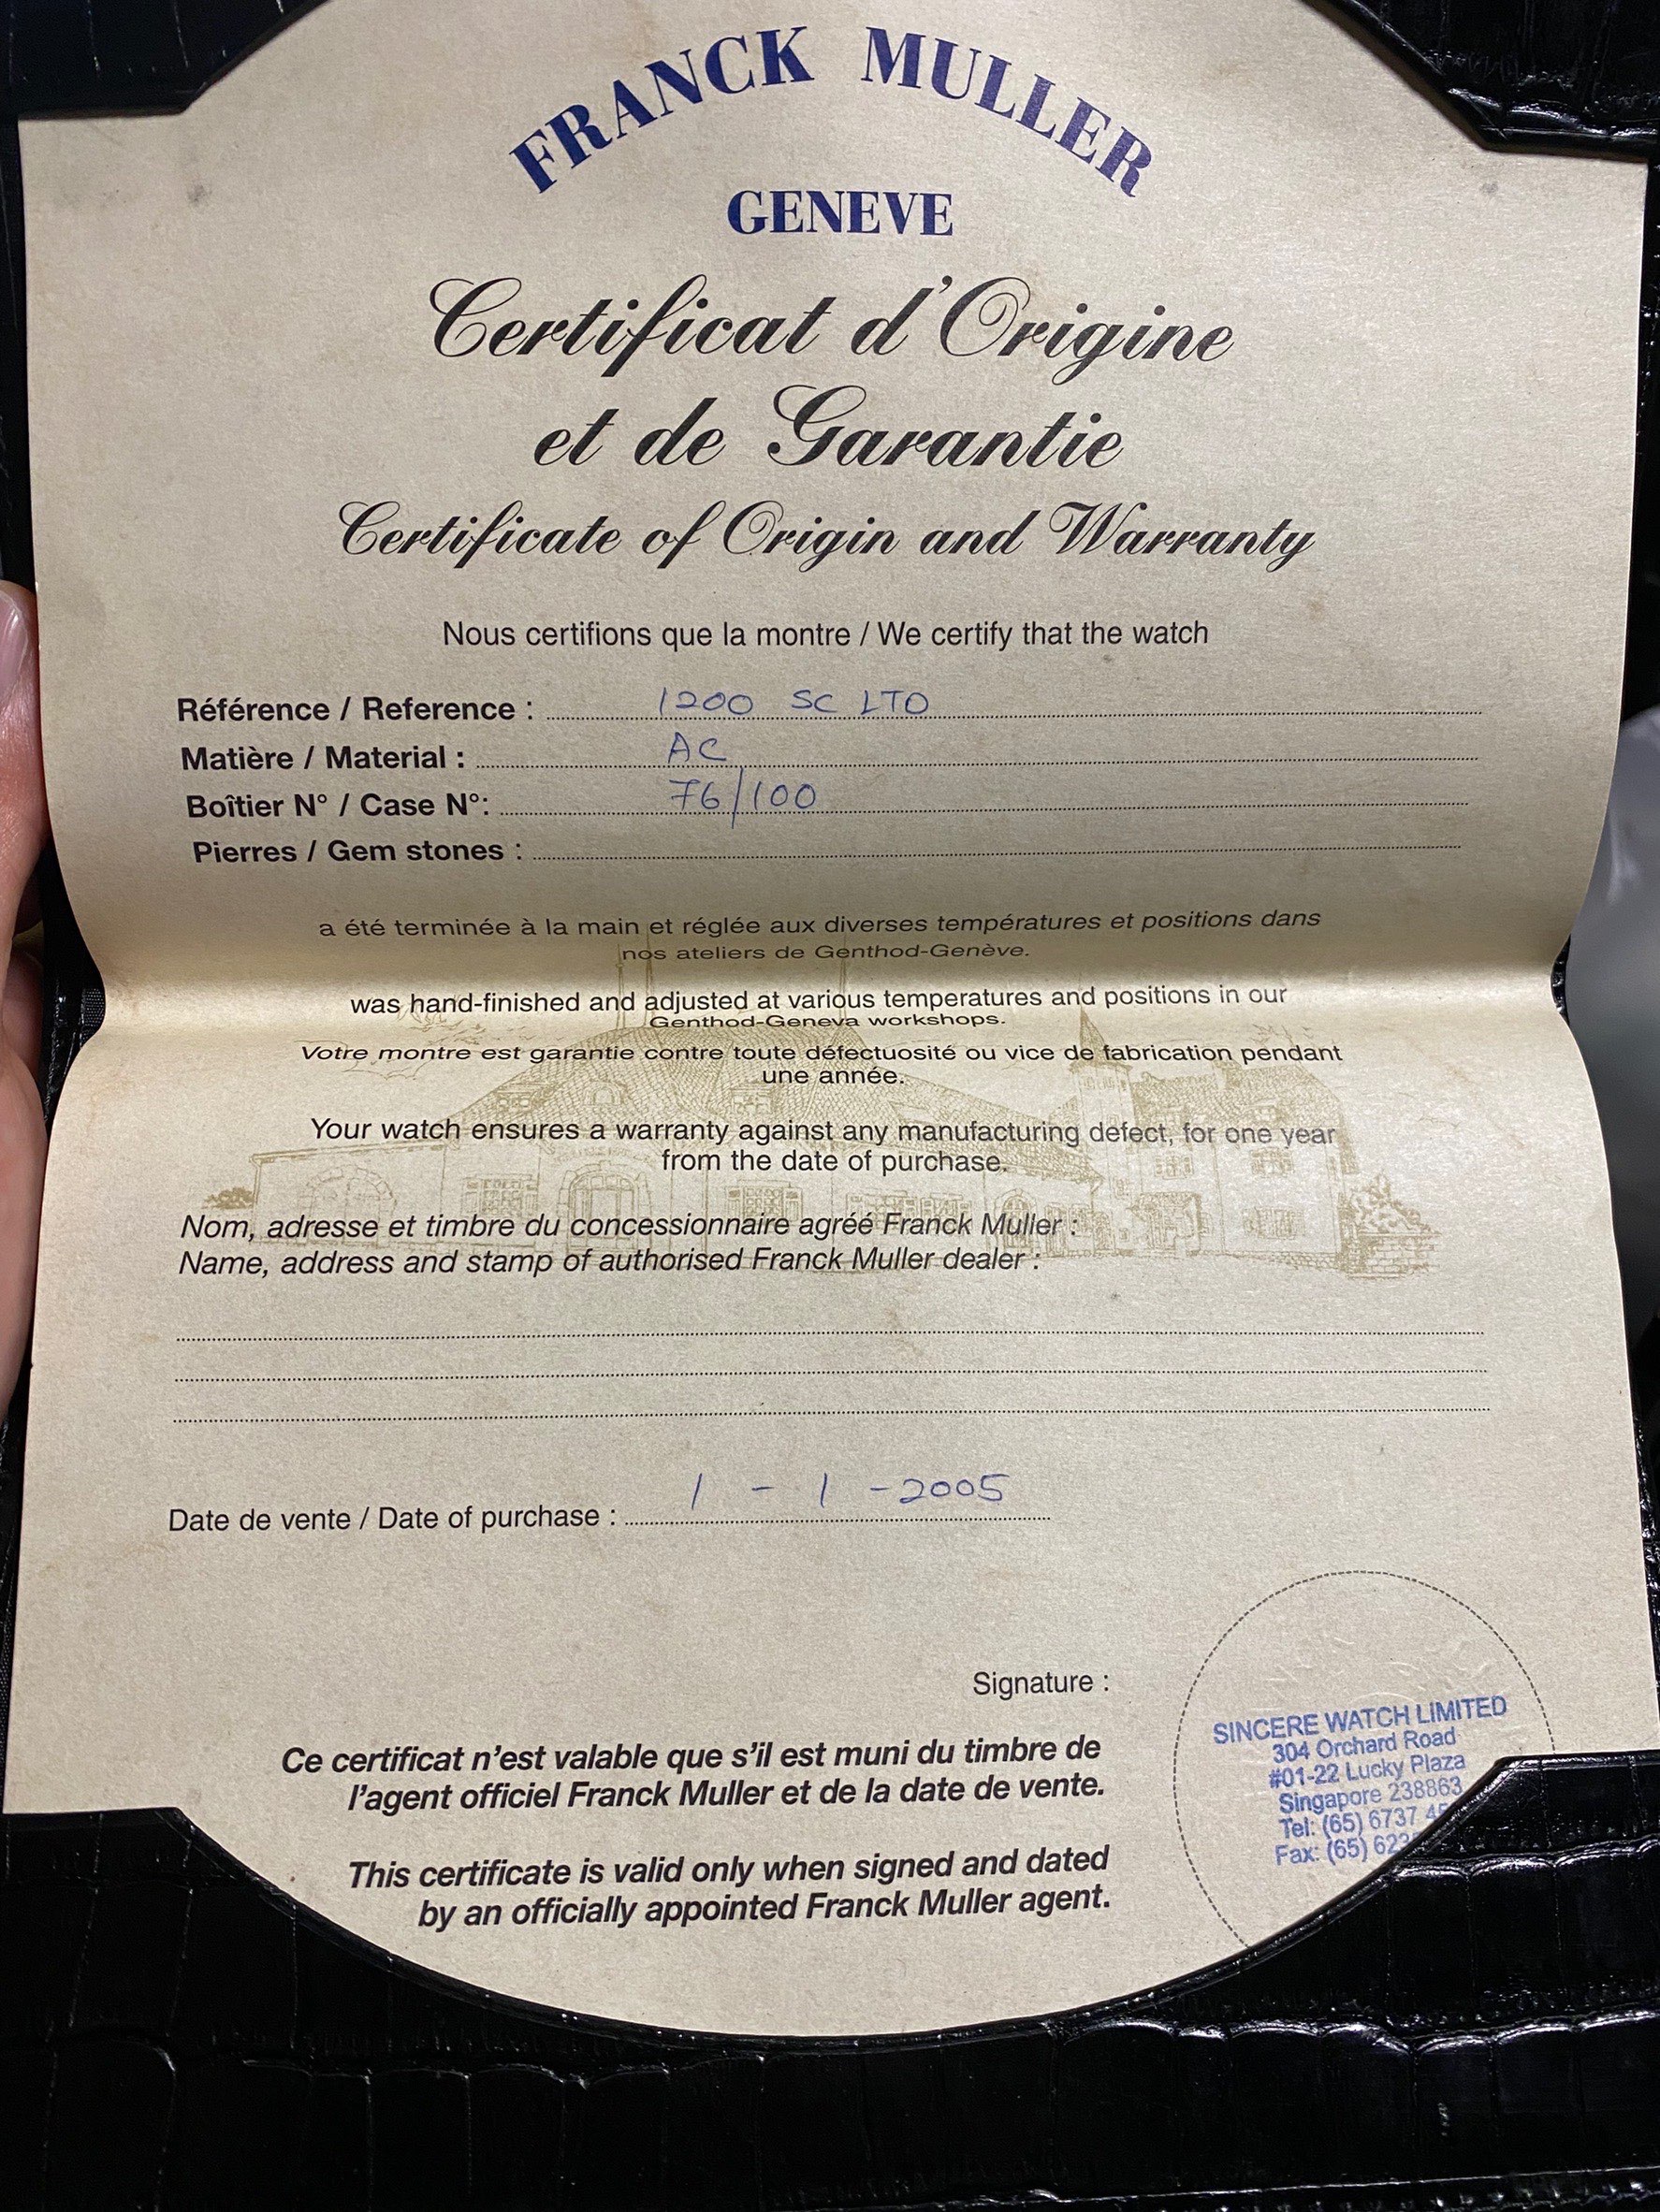 FRANCK MULLER
GENEVE
Certificat d'Origine
et de Garantie
Certificate of Origin and Warranty
Nous certifions que la montre / We certify that the watch
Référence / Reference : 1200 SC LTD
Matière / Material : AC
Boîtier N° / Case N°: 76/100
Pierres / Gem stones :
a été terminée à la main et réglée aux diverses températures et positions dans
nos ateliers de Genthod-Genève.
was hand-finished and adjusted at various temperatures and positions in our
Genthod-Geneva workshops.
Votre montre est garantie contre toute défectuosité ou vice de fabrication pendant
une année.
Your watch ensures a warranty against any manufacturing defect, for one year
from the date of purchase.
Nom, adresse et timbre du concessionnaire agréé Franck Muller :
Name, address and stamp of authorised Franck Muller dealer :
Date de vente / Date of purchase : 1 - 1 - 2005
Signature :
SINCERE WATCH LIMITED
304 Orchard Road
#01-22 Lucky Plaza
Singapore 238863
Tel: (65) 6737
Fax: (65)
Ce certificat n'est valable que s'il est muni du timbre de
l'agent officiel Franck Muller et de la date de vente.
This certificate is valid only when signed and dated
by an officially appointed Franck Muller agent.